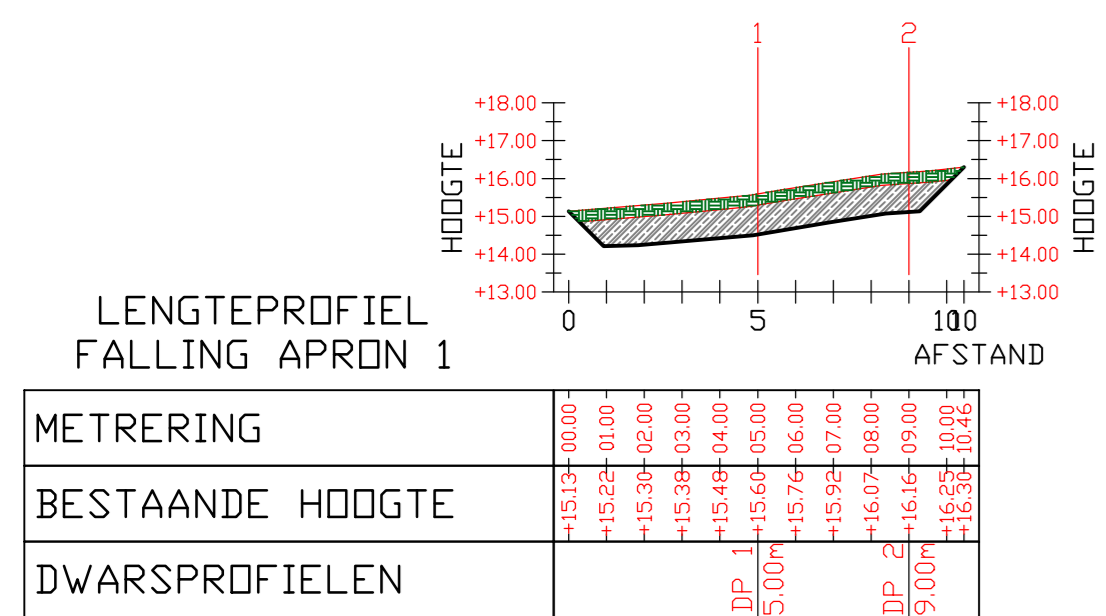 1 2
+18.00 +18.00
+17.00 +17.00
+16.00 +16.00
+15.00 +15.00
+14.00 +14.00
+13.00 +13.00
HOOGTE HOOGTE
0 5 10 10
AFSTAND
LENGTEPROFIEL
FALLING APRON 1
METRERING 00.00 01.00 02.00 03.00 04.00 05.00 06.00 07.00 08.00 09.00 10.00 10.46
BESTAANDE HOOGTE +15.13 +15.22 +15.30 +15.38 +15.48 +15.60 +15.76 +15.92 +16.07 +16.16 +16.25 +16.30
DWARSPROFIELEN DP 1 5.00m DP 2 9.00m